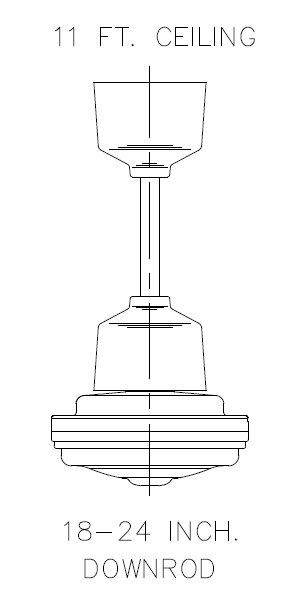 11 FT. CEILING
18-24 INCH.
DOWNROD